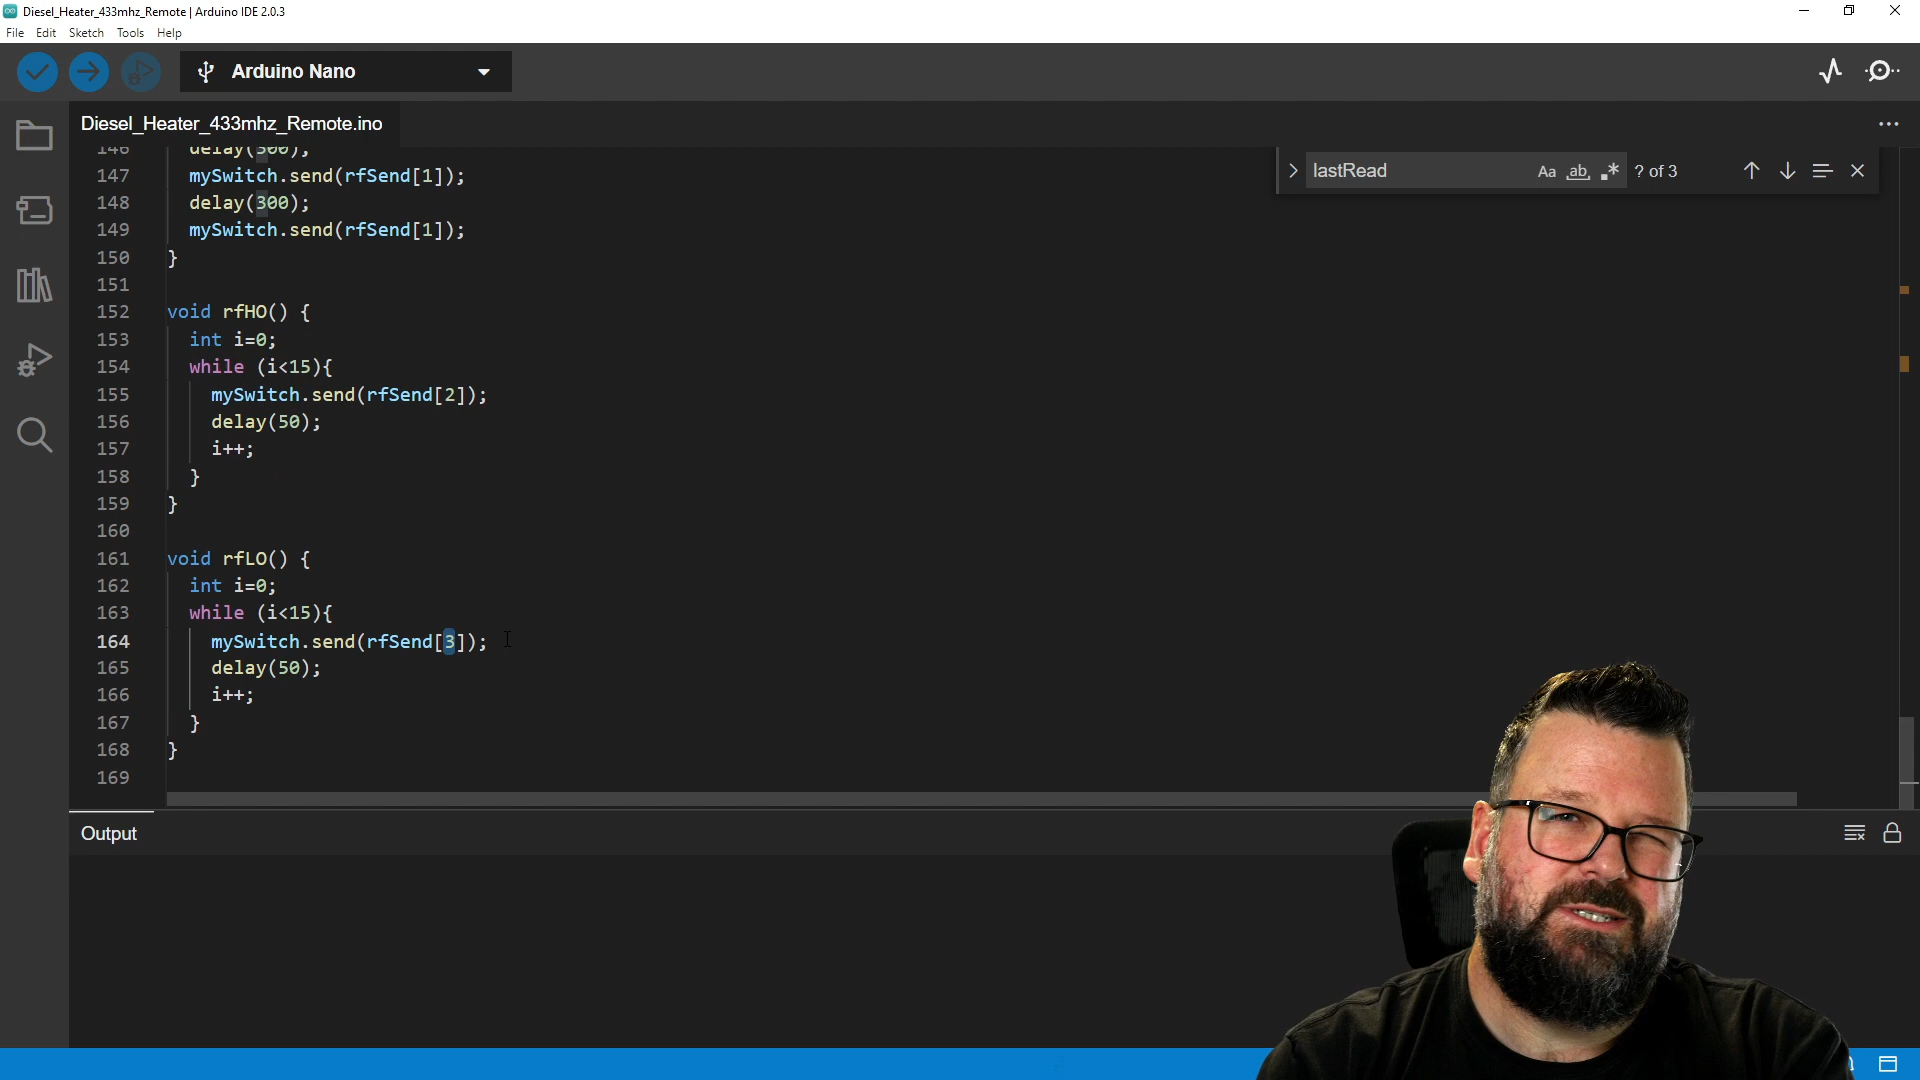 Diesel_Heater_433mhz_Remote | Arduino IDE 2.0.3
File Edit Sketch Tools Help
Arduino Nano
Diesel_Heater_433mhz_Remote.ino
lastRead Aa ab ? of 3
146 delay(300);
147 mySwitch.send(rfSend[1]);
148 delay(300);
149 mySwitch.send(rfSend[1]);
150 }
151
152 void rfHO() {
153 int i=0;
154 while (i<15){
155 mySwitch.send(rfSend[2]);
156 delay(50);
157 i++;
158 }
159 }
160
161 void rfLO() {
162 int i=0;
163 while (i<15){
164 mySwitch.send(rfSend[3]);
165 delay(50);
166 i++;
167 }
168 }
169
Output